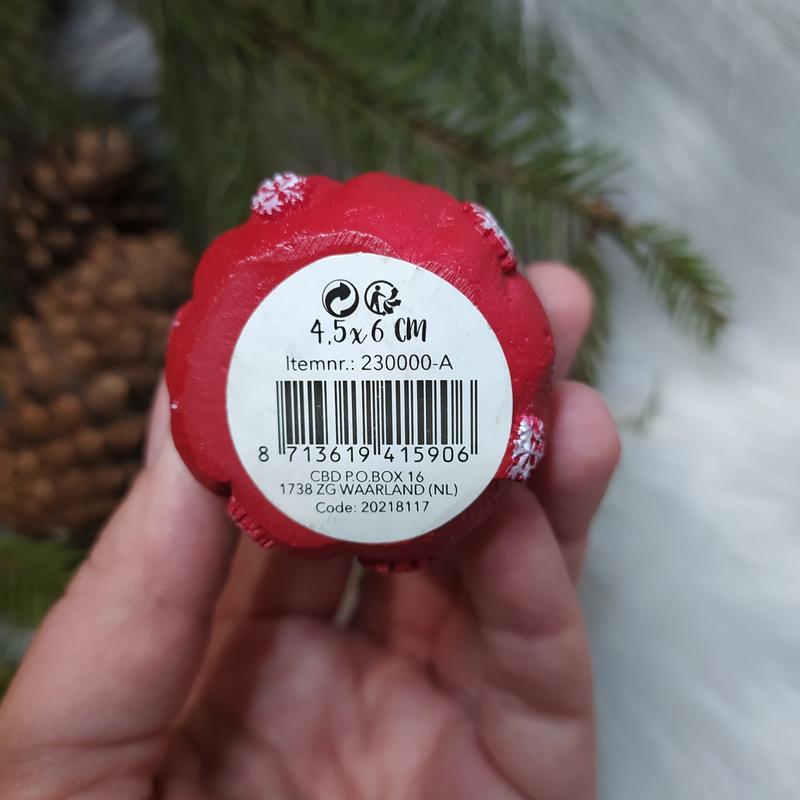 4,5x6 CM
Itemnr.: 230000-A
8 713619 415906
CBD P.O.BOX 16
1738 ZG WAARLAND (NL)
Code: 20218117